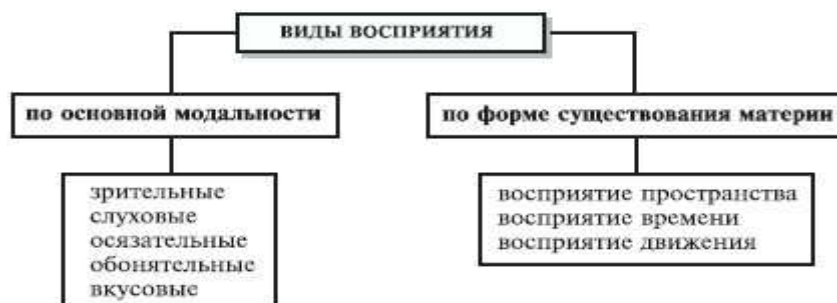 ВИДЫ ВОСПРИЯТИЯ
по основной модальности
зрительные
слуховые
осязательные
обонятельные
вкусовые
по форме существования материи
восприятие пространства
восприятие времени
восприятие движения